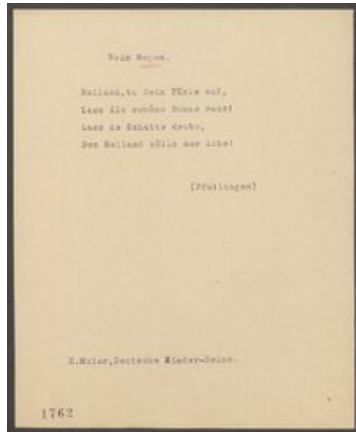 Beim Regen.
Heiland, tu dein Türle auf,
Lass die schöne Sonne raus!
Lass de Schatte drobe,
Den Heiland wölln mer lobe!
(Pfullingen)
E.Meier, Deutsche Kinder-Reime.
1762